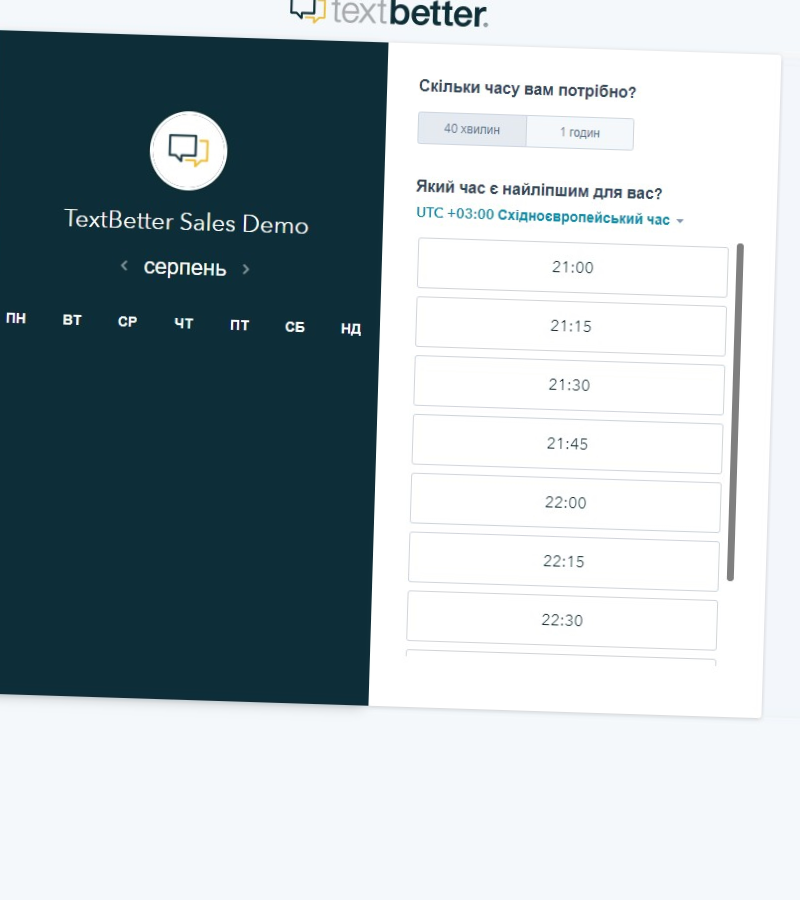 textbetter.
TextBetter Sales Demo
серпень
ПН ВТ СР ЧТ ПТ СБ НД
Скільки часу вам потрібно?
40 хвилин 1 годин
Який час є найліпшим для вас?
UTC +03:00 Східноєвропейський час
21:00
21:15
21:30
21:45
22:00
22:15
22:30